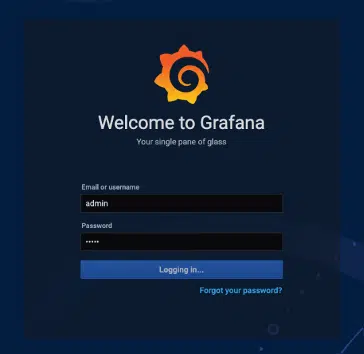 Welcome to Grafana
Your single pane of glass
Email or username
admin
Password
•••••
Logging in...
Forgot your password?